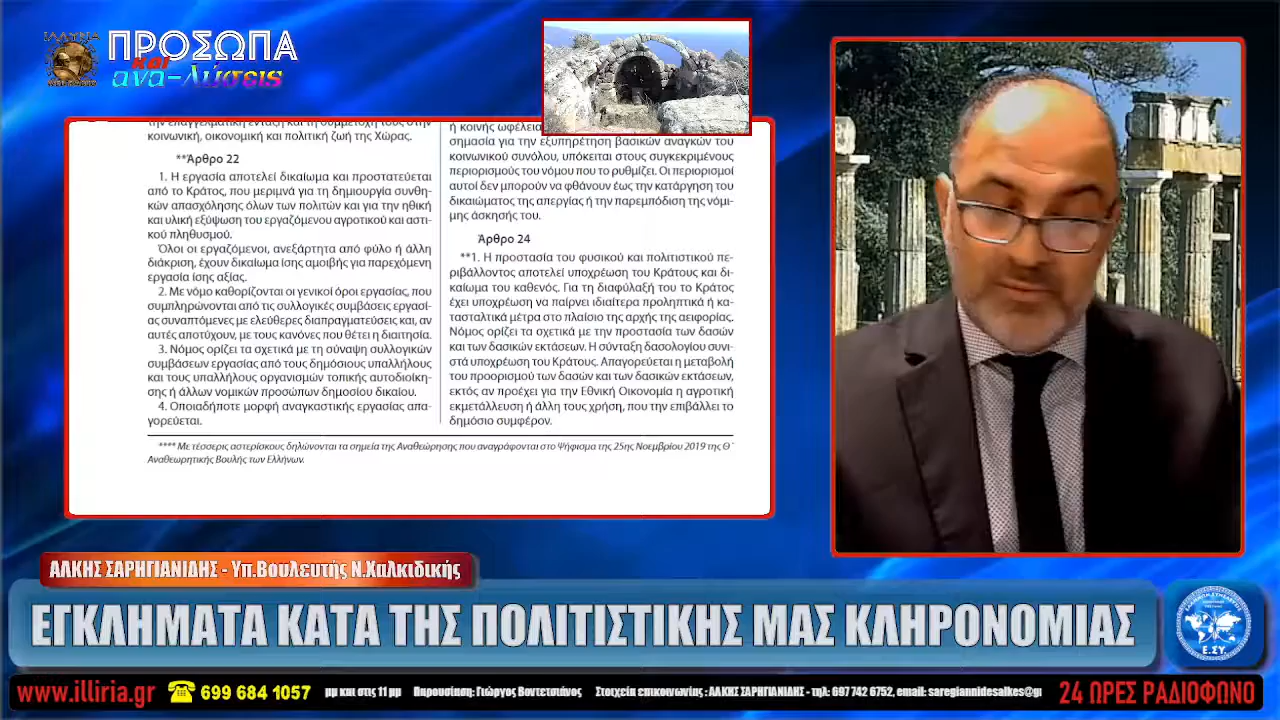 ΠΡΟΣΩΠΑ
και
ανα-λύσεις
την επαγγελματική ένταξη και τη συμμετοχή τους στην
κοινωνική, οικονομική και πολιτική ζωή της Χώρας.
**Άρθρο 22
1. Η εργασία αποτελεί δικαίωμα και προστατεύεται
από το Κράτος, που μεριμνά για τη δημιουργία συνθη-
κών απασχόλησης όλων των πολιτών και για την ηθική
και υλική εξύψωση του εργαζόμενου αγροτικού και αστι-
κού πληθυσμού.
Όλοι οι εργαζόμενοι, ανεξάρτητα από φύλο ή άλλη
διάκριση, έχουν δικαίωμα ίσης αμοιβής για παρεχόμενη
εργασία ίσης αξίας.
2. Με νόμο καθορίζονται οι γενικοί όροι εργασίας, που
συμπληρώνονται από τις συλλογικές συμβάσεις εργασί-
ας συναπτόμενες με ελεύθερες διαπραγματεύσεις και, αν
αυτές αποτύχουν, με τους κανόνες που θέτει η διαιτησία.
3. Νόμος ορίζει τα σχετικά με τη σύναψη συλλογικών
συμβάσεων εργασίας από τους δημόσιους υπαλλήλους
και τους υπαλλήλους οργανισμών τοπικής αυτοδιοίκη-
σης ή άλλων νομικών προσώπων δημοσίου δικαίου.
4. Οποιαδήποτε μορφή αναγκαστικής εργασίας απα-
γορεύεται.
ή κοινής ωφέλεια
σημασία για την εξυπηρέτηση βασικών αναγκών του
κοινωνικού συνόλου, υπόκειται στους συγκεκριμένους
περιορισμούς του νόμου που το ρυθμίζει. Οι περιορισμοί
αυτοί δεν μπορούν να φθάνουν έως την κατάργηση του
δικαιώματος της απεργίας ή την παρεμπόδιση της νόμι-
μης άσκησής του.
Άρθρο 24
**1. Η προστασία του φυσικού και πολιτιστικού πε-
ριβάλλοντος αποτελεί υποχρέωση του Κράτους και δι-
καίωμα του καθενός. Για τη διαφύλαξή του το Κράτος
έχει υποχρέωση να παίρνει ιδιαίτερα προληπτικά ή κα-
τασταλτικά μέτρα στο πλαίσιο της αρχής της αειφορίας.
Νόμος ορίζει τα σχετικά με την προστασία των δασών
και των δασικών εκτάσεων. Η σύνταξη δασολογίου συνι-
στά υποχρέωση του Κράτους. Απαγορεύεται η μεταβολή
του προορισμού των δασών και των δασικών εκτάσεων,
εκτός αν προέχει για την Εθνική Οικονομία η αγροτική
εκμετάλλευση ή άλλη τους χρήση, που την επιβάλλει το
δημόσιο συμφέρον.
**** Με τέσσερις αστερίσκους δηλώνονται τα σημεία της Αναθεώρησης που αναγράφονται στο Ψήφισμα της 25ης Νοεμβρίου 2019 της Θ΄
Αναθεωρητικής Βουλής των Ελλήνων.
ΑΛΚΗΣ ΣΑΡΗΓΙΑΝΙΔΗΣ - Υπ.Βουλευτής Ν.Χαλκιδικής
ΕΓΚΛΗΜΑΤΑ ΚΑΤΑ ΤΗΣ ΠΟΛΙΤΙΣΤΙΚΗΣ ΜΑΣ ΚΛΗΡΟΝΟΜΙΑΣ
Ε.ΣΥ.
www.illiria.gr 699 684 1057 μμ και στις 11 μμ Παρουσίαση: Γιώργος Βοντετσιάνος Στοιχεία επικοινωνίας : ΑΛΚΗΣ ΣΑΡΗΓΙΑΝΙΔΗΣ - τηλ: 697 742 6752, email: saregiannidesalkes@g 24 ΩΡΕΣ ΡΑΔΙΟΦΩΝΟ